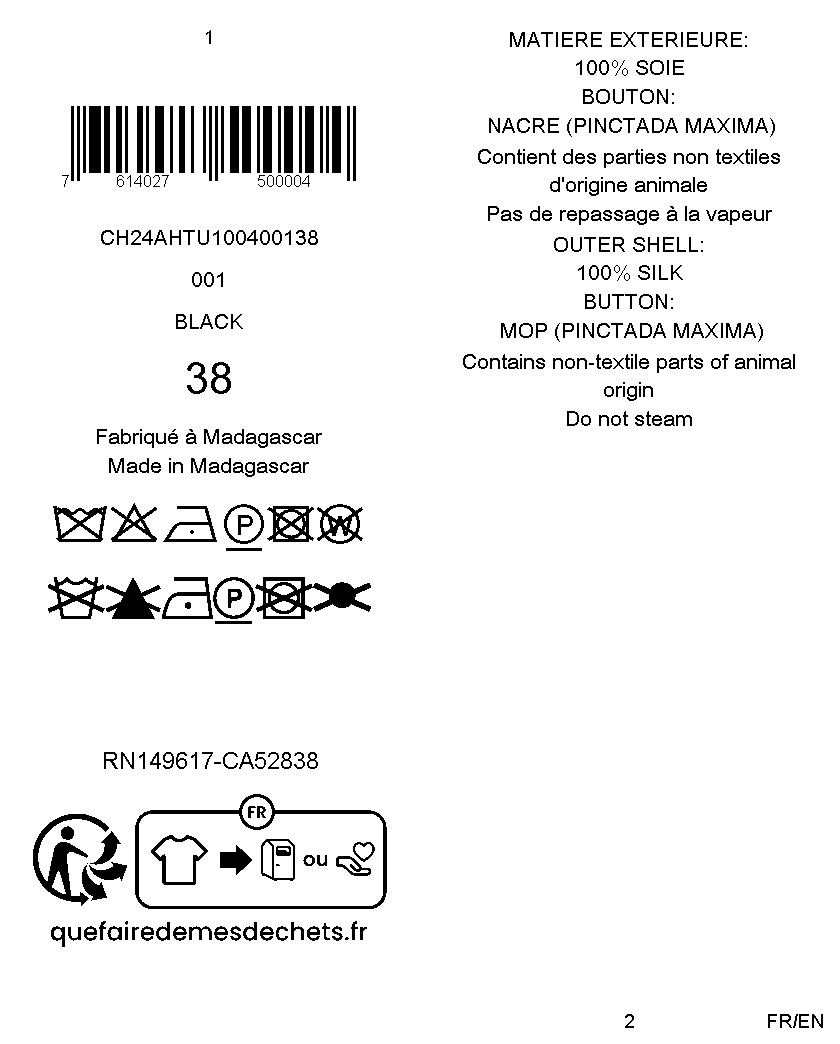 1
7 614027 500004
CH24AHTU100400138
001
BLACK
38
Fabriqué à Madagascar
Made in Madagascar
P W
P
RN149617-CA52838
FR
ou
quefairedemesdechets.fr
MATIERE EXTERIEURE:
100% SOIE
BOUTON:
NACRE (PINCTADA MAXIMA)
Contient des parties non textiles
d'origine animale
Pas de repassage à la vapeur
OUTER SHELL:
100% SILK
BUTTON:
MOP (PINCTADA MAXIMA)
Contains non-textile parts of animal
origin
Do not steam
2
FR/EN